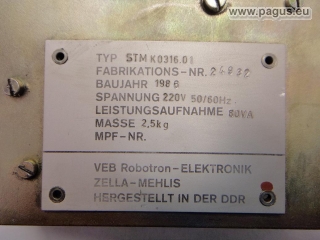 www.pagus.eu
TYP STM K0316.01
FABRIKATIONS-NR.
BAUJAHR 1986
SPANNUNG 220V 50/60Hz
LEISTUNGSAUFNAHME 80VA
MASSE 2,5kg
MPF-NR.
VEB Robotron-ELEKTRONIK
ZELLA-MEHLIS
HERGESTELLT IN DER DDR